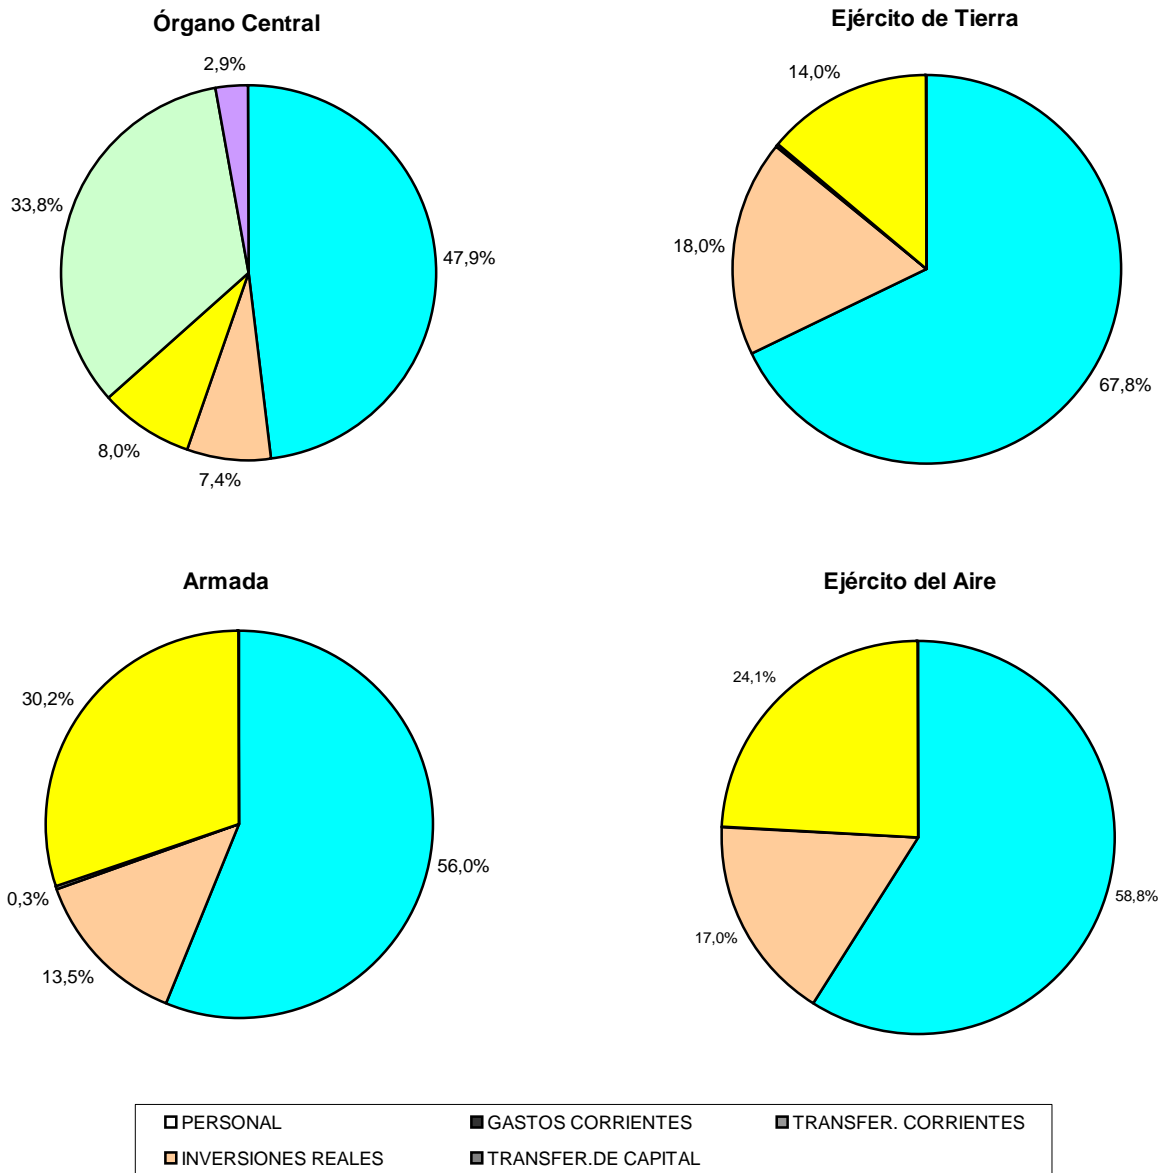 Órgano Central
2,9%
33,8%
47,9%
8,0%
7,4%
Ejército de Tierra
14,0%
18,0%
67,8%
Armada
30,2%
56,0%
0,3%
13,5%
Ejército del Aire
24,1%
58,8%
17,0%
PERSONAL GASTOS CORRIENTES TRANSFER. CORRIENTES
INVERSIONES REALES TRANSFER.DE CAPITAL